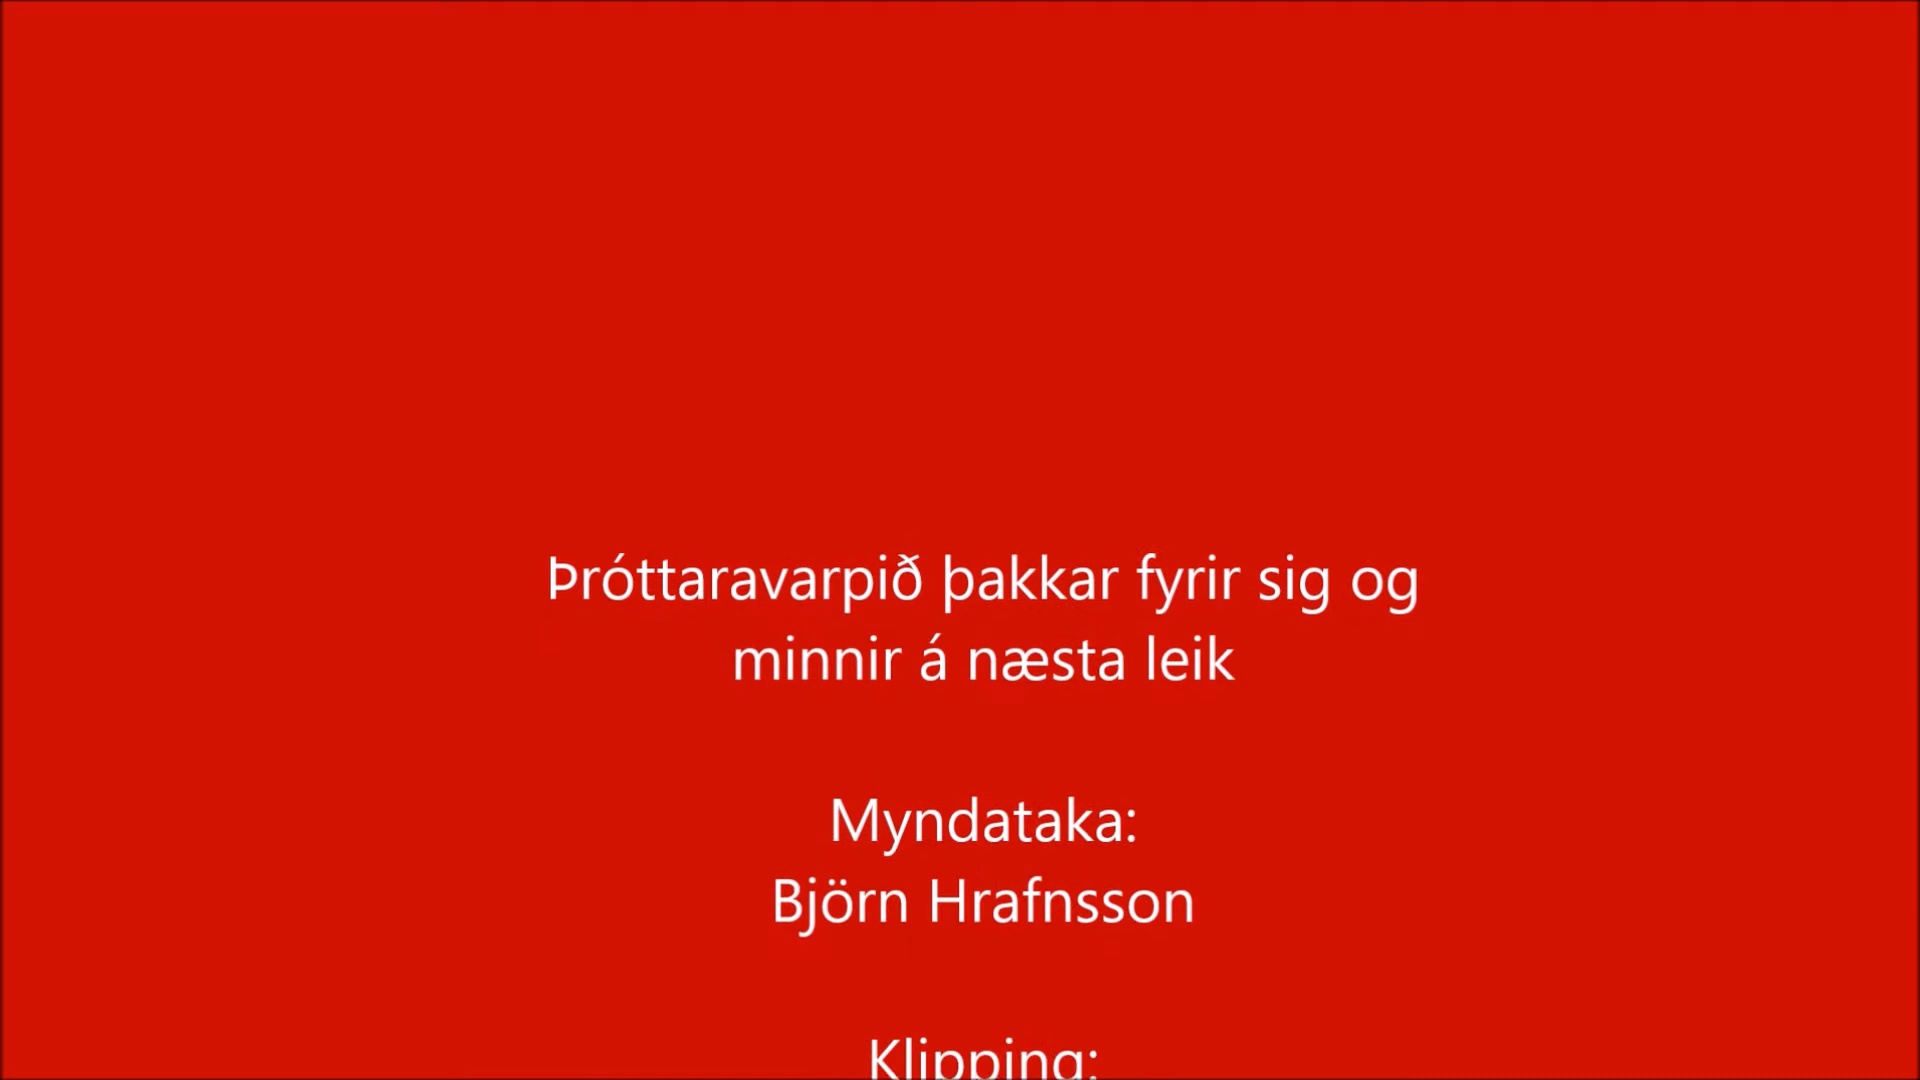 Þróttaravarpið þakkar fyrir sig og
minnir á næsta leik
Myndataka:
Björn Hrafnsson
Klipping: